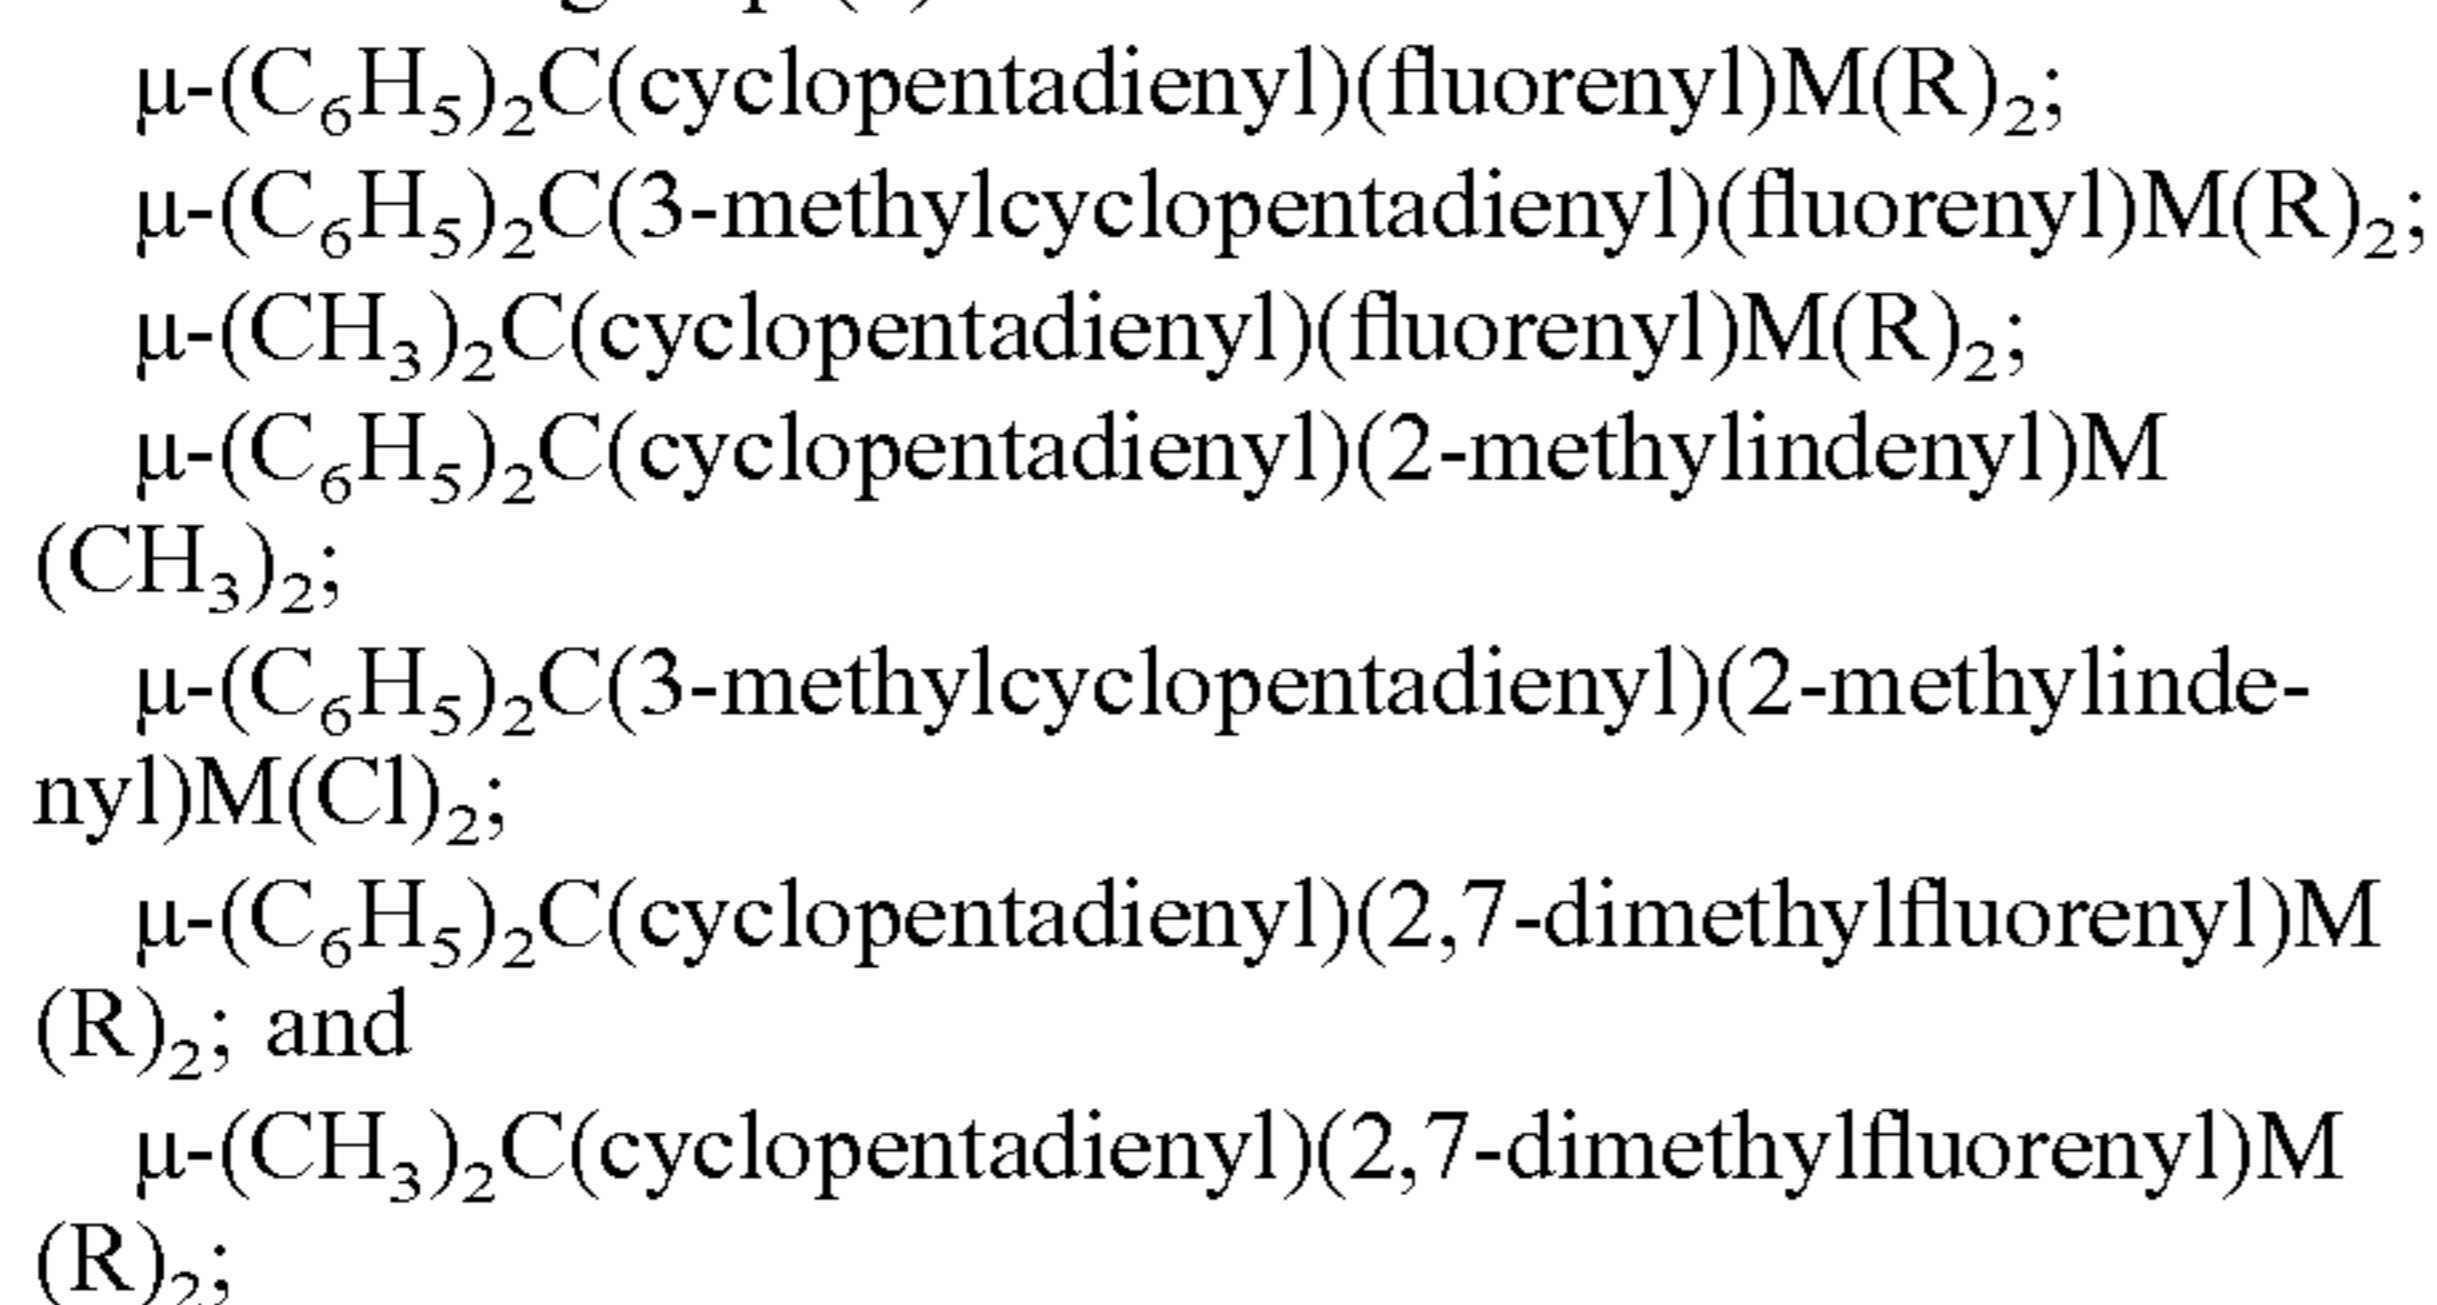 μ-(C₆H₅)₂C(cyclopentadienyl)(fluorenyl)M(R)₂;
μ-(C₆H₅)₂C(3-methylcyclopentadienyl)(fluorenyl)M(R)₂;
μ-(CH₃)₂C(cyclopentadienyl)(fluorenyl)M(R)₂;
μ-(C₆H₅)₂C(cyclopentadienyl)(2-methylindenyl)M
(CH₃)₂;
μ-(C₆H₅)₂C(3-methylcyclopentadienyl)(2-methylinde-
nyl)M(Cl)₂;
μ-(C₆H₅)₂C(cyclopentadienyl)(2,7-dimethylfluorenyl)M
(R)₂; and
μ-(CH₃)₂C(cyclopentadienyl)(2,7-dimethylfluorenyl)M
(R)₂;